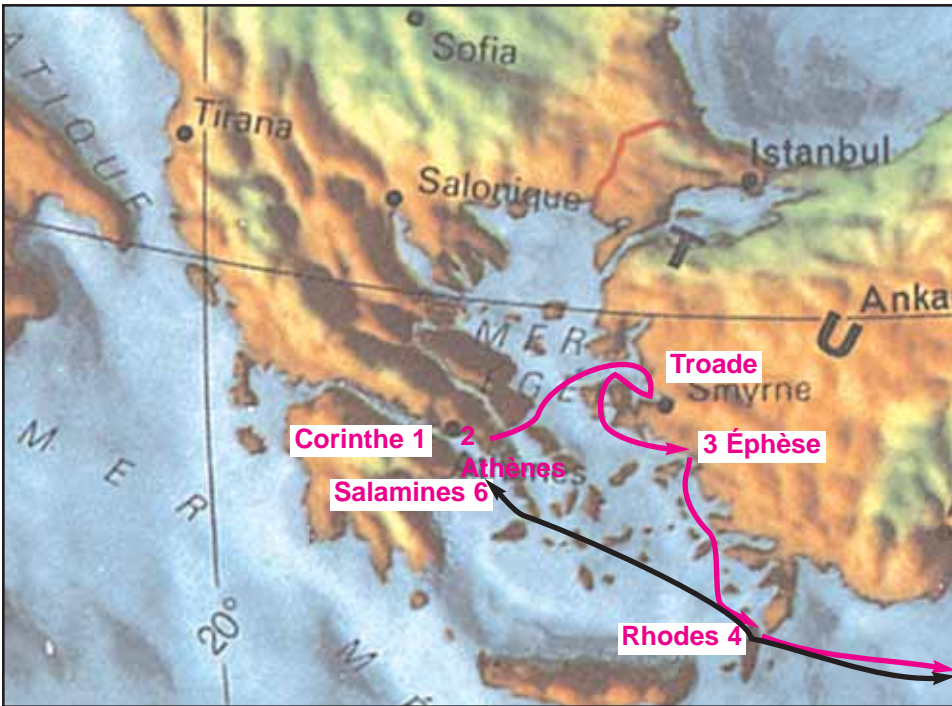 ATIQUE
Sofia
Tirana
Istanbul
Salonique
T
Anka
U
MER
EGE
Troade
Smyrne
MER
Corinthe 1
2
Athènes
3 Éphèse
Salamines 6
20°
Rhodes 4
M